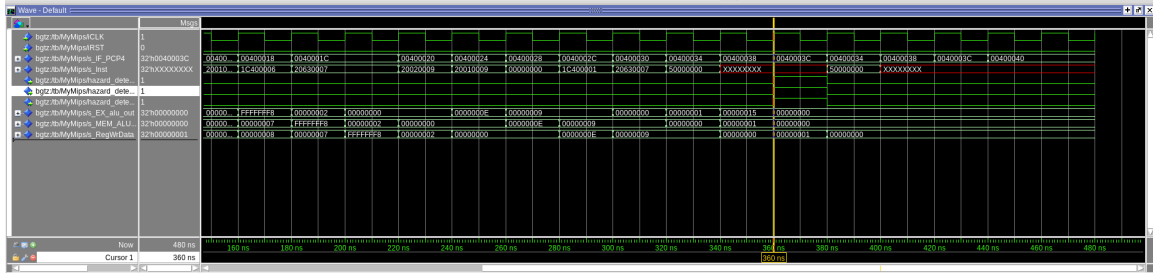 Wave - Default
Msgs
bgtz:/tb/MyMips/iCLK 1
bgtz:/tb/MyMips/iRST 0
bgtz:/tb/MyMips/s_IF_PCP4 32'h0040003C 00400... 00400018 0040001C 00400020 00400024 00400028 0040002C 00400030 00400034 00400038 0040003C 00400034 00400038 0040003C 00400040
bgtz:/tb/MyMips/s_Inst 32'hXXXXXXXX 20010... 1C400006 20630007 20020009 20010009 00000000 1C400001 20630007 50000000 XXXXXXXX 50000000 XXXXXXXX
bgtz:/tb/MyMips/hazard_dete... 1
bgtz:/tb/MyMips/hazard_dete... 1
bgtz:/tb/MyMips/hazard_dete... 1
bgtz:/tb/MyMips/s_EX_alu_out 32'h00000000 00000... FFFFFFF8 00000002 00000000 0000000E 00000009 00000000 00000001 00000015 00000000
bgtz:/tb/MyMips/s_MEM_ALU... 32'h00000000 00000... 00000007 FFFFFFF8 00000002 00000000 0000000E 00000009 00000000 00000001 00000000
bgtz:/tb/MyMips/s_RegWrData 32'h00000001 00000... 00000008 00000007 FFFFFFF8 00000002 00000000 0000000E 00000009 00000000 00000001 00000000
Now 480 ns 160 ns 180 ns 200 ns 220 ns 240 ns 260 ns 280 ns 300 ns 320 ns 340 ns 360 ns 380 ns 400 ns 420 ns 440 ns 460 ns 480 ns
Cursor 1 360 ns 360 ns